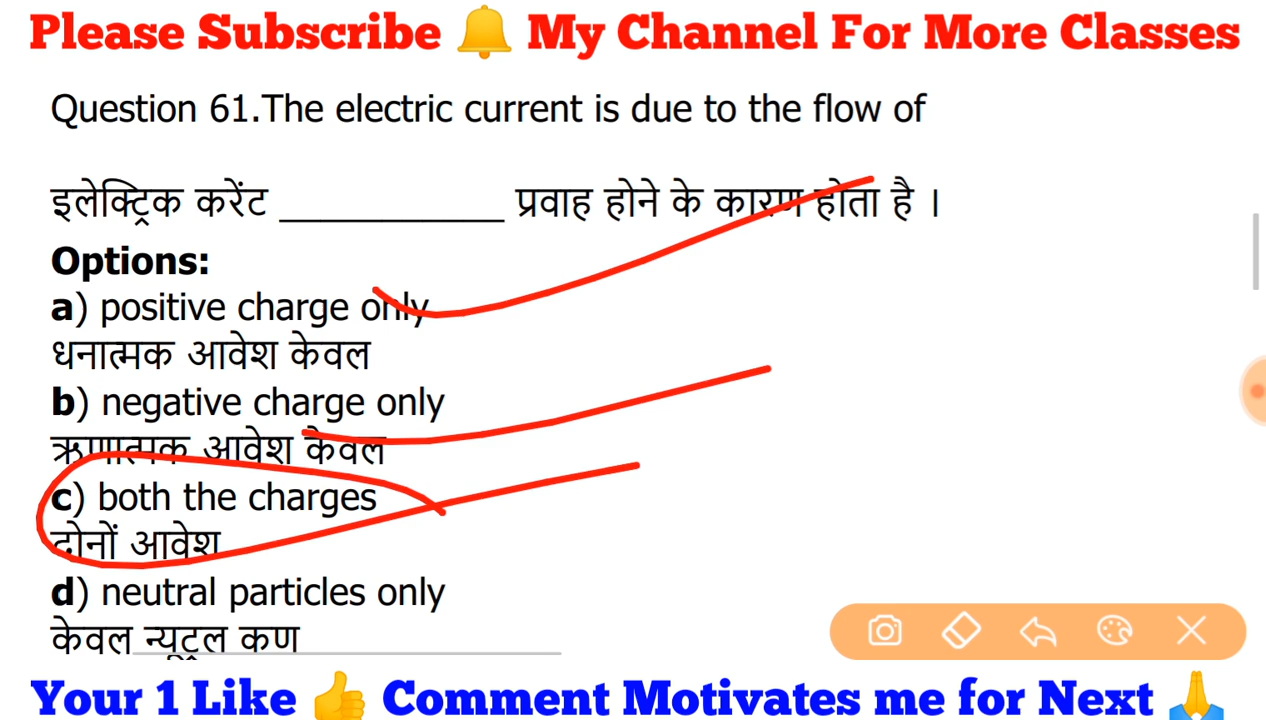 Please Subscribe 🔔 My Channel For More Classes
Question 61.The electric current is due to the flow of
इलेक्ट्रिक करेंट ___________ प्रवाह होने के कारण होता है ।
Options:
a) positive charge only
धनात्मक आवेश केवल
b) negative charge only
ऋणात्मक आवेश केवल
c) both the charges
दोनों आवेश
d) neutral particles only
केवल न्यूट्रल कण
Your 1 Like 👍 Comment Motivates me for Next 🙏